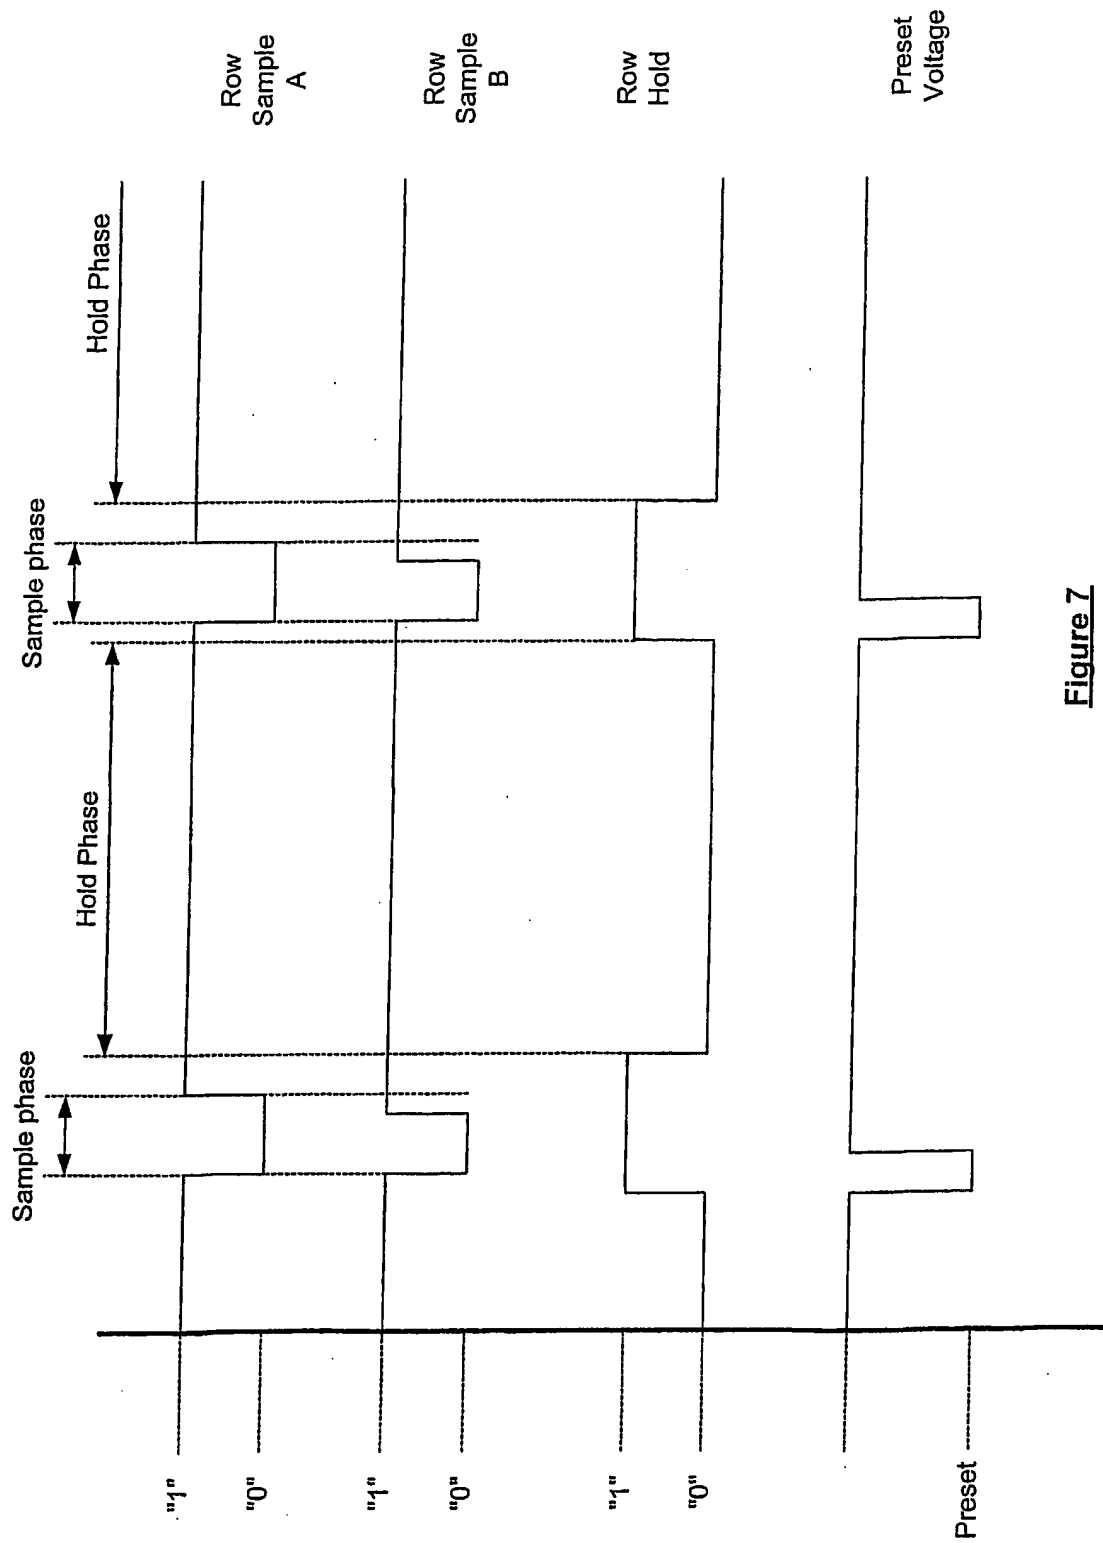 Sample phase
Sample phase
Hold Phase
Hold Phase
"1"
"0"
Row
Sample
A
"1"
"0"
Row
Sample
B
"1"
"0"
Row
Hold
Preset
Preset
Voltage
Figure 7